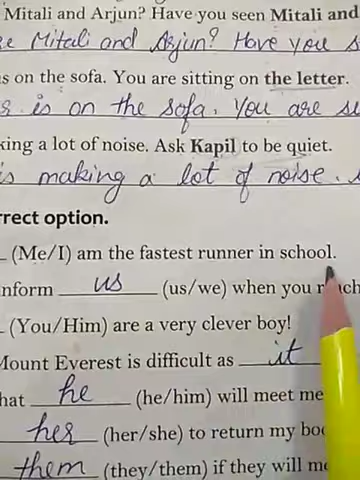 Mitali and Arjun? Have you seen Mitali and
Mitali and Arjun? Have you s
s on the sofa. You are sitting on the letter.
is on the sofa. You are si
king a lot of noise. Ask Kapil to be quiet.
is making a lot of noise.
rrect option.
(Me/I) am the fastest runner in school.
nform us (us/we) when you r ch
(You/Him) are a very clever boy!
Mount Everest is difficult as it
hat he (he/him) will meet me
her (her/she) to return my bo
them (they/them) if they will me